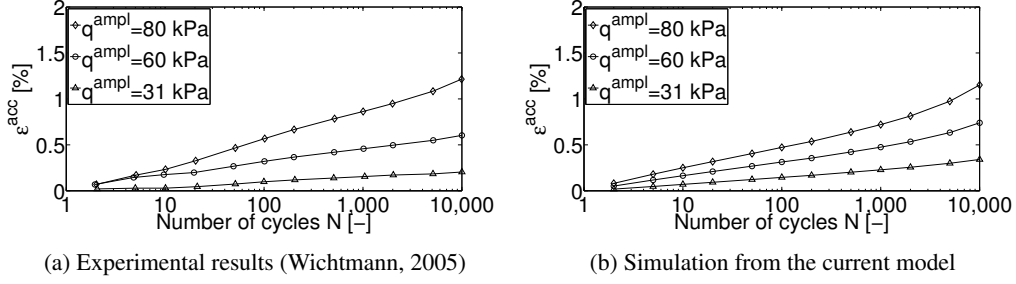 2
1.5
1
0.5
0
ε^acc [%]
q^ampl=80 kPa
q^ampl=60 kPa
q^ampl=31 kPa
1 10 100 1,000 10,000
Number of cycles N [−]
(a) Experimental results (Wichtmann, 2005)
2
1.5
1
0.5
0
ε^acc [%]
q^ampl=80 kPa
q^ampl=60 kPa
q^ampl=31 kPa
1 10 100 1,000 10,000
Number of cycles N [−]
(b) Simulation from the current model